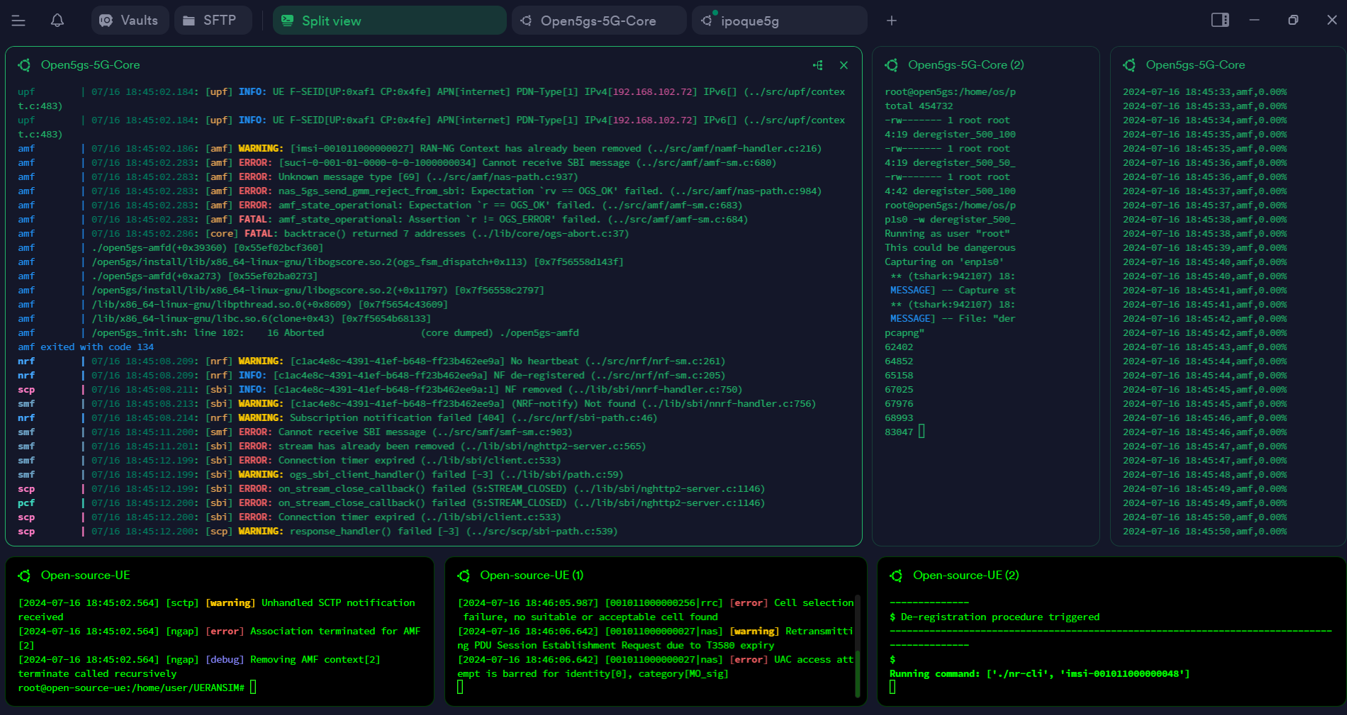 Vaults
SFTP
Split view
Open5gs-5G-Core
ipoque5g
Open5gs-5G-Core
upf | 07/16 18:45:02.184: [upf] INFO: UE F-SEID[UP:0xaf1 CP:0x4fe] APN[internet] PDN-Type[1] IPv4[192.168.102.72] IPv6[] (../src/upf/contex
t.c:483)
upf | 07/16 18:45:02.184: [upf] INFO: UE F-SEID[UP:0xaf1 CP:0x4fe] APN[internet] PDN-Type[1] IPv4[192.168.102.72] IPv6[] (../src/upf/contex
t.c:483)
amf | 07/16 18:45:02.186: [amf] WARNING: [imsi-001011000000027] RAN-NG Context has already been removed (../src/amf/namf-handler.c:216)
amf | 07/16 18:45:02.283: [amf] ERROR: [suci-0-001-01-0000-0-0-1000000034] Cannot receive SBI message (../src/amf/amf-sm.c:680)
amf | 07/16 18:45:02.283: [amf] ERROR: Unknown message type [69] (../src/amf/nas-path.c:937)
amf | 07/16 18:45:02.283: [amf] ERROR: nas_5gs_send_gmm_reject_from_sbi: Expectation `rv == OGS_OK' failed. (../src/amf/nas-path.c:984)
amf | 07/16 18:45:02.283: [amf] ERROR: amf_state_operational: Expectation `r == OGS_OK' failed. (../src/amf/amf-sm.c:683)
amf | 07/16 18:45:02.283: [amf] FATAL: amf_state_operational: Assertion `r != OGS_ERROR' failed. (../src/amf/amf-sm.c:684)
amf | 07/16 18:45:02.286: [core] FATAL: backtrace() returned 7 addresses (../lib/core/ogs-abort.c:37)
amf | ./open5gs-amfd(+0x39360) [0x55ef02bcf360]
amf | /open5gs/install/lib/x86_64-linux-gnu/libogscore.so.2(ogs_fsm_dispatch+0x113) [0x7f56558d143f]
amf | ./open5gs-amfd(+0xa273) [0x55ef02ba0273]
amf | /open5gs/install/lib/x86_64-linux-gnu/libogscore.so.2(+0x11797) [0x7f56558c2797]
amf | /lib/x86_64-linux-gnu/libpthread.so.0(+0x8609) [0x7f5654c43609]
amf | /lib/x86_64-linux-gnu/libc.so.6(clone+0x43) [0x7f5654b68133]
amf | /open5gs_init.sh: line 102: 16 Aborted (core dumped) ./open5gs-amfd
amf exited with code 134
nrf | 07/16 18:45:08.209: [nrf] WARNING: [c1ac4e8c-4391-41ef-b648-ff23b462ee9a] No heartbeat (../src/nrf/nrf-sm.c:261)
nrf | 07/16 18:45:08.209: [nrf] INFO: [c1ac4e8c-4391-41ef-b648-ff23b462ee9a] NF de-registered (../src/nrf/nf-sm.c:205)
scp | 07/16 18:45:08.211: [sbi] INFO: [c1ac4e8c-4391-41ef-b648-ff23b462ee9a:1] NF removed (../lib/sbi/nnrf-handler.c:750)
smf | 07/16 18:45:08.213: [sbi] WARNING: [c1ac4e8c-4391-41ef-b648-ff23b462ee9a] (NRF-notify) Not found (../lib/sbi/nnrf-handler.c:756)
nrf | 07/16 18:45:08.214: [nrf] WARNING: Subscription notification failed [404] (../src/nrf/sbi-path.c:46)
smf | 07/16 18:45:11.200: [smf] ERROR: Cannot receive SBI message (../src/smf/smf-sm.c:903)
smf | 07/16 18:45:11.201: [sbi] ERROR: stream has already been removed (../lib/sbi/nghttp2-server.c:565)
smf | 07/16 18:45:12.199: [sbi] ERROR: Connection timer expired (../lib/sbi/client.c:533)
smf | 07/16 18:45:12.199: [sbi] WARNING: ogs_sbi_client_handler() failed [-3] (../lib/sbi/path.c:59)
scp | 07/16 18:45:12.199: [sbi] ERROR: on_stream_close_callback() failed (5:STREAM_CLOSED) (../lib/sbi/nghttp2-server.c:1146)
pcf | 07/16 18:45:12.200: [sbi] ERROR: on_stream_close_callback() failed (5:STREAM_CLOSED) (../lib/sbi/nghttp2-server.c:1146)
scp | 07/16 18:45:12.200: [sbi] ERROR: Connection timer expired (../lib/sbi/client.c:533)
scp | 07/16 18:45:12.200: [scp] WARNING: response_handler() failed [-3] (../src/scp/sbi-path.c:539)
Open5gs-5G-Core (2)
root@open5gs:/home/os/p
total 454732
-rw------- 1 root root
4:19 deregister_500_100
-rw------- 1 root root
4:19 deregister_500_50_
-rw------- 1 root root
4:42 deregister_500_100
root@open5gs:/home/os/p
p1s0 -w deregister_500_
Running as user "root"
This could be dangerous
Capturing on 'enp1s0'
** (tshark:942107) 18:
MESSAGE] -- Capture st
** (tshark:942107) 18:
MESSAGE] -- File: "der
pcapng"
62402
64852
65158
67025
67976
68993
83047
Open5gs-5G-Core
2024-07-16 18:45:33,amf,0.00%
2024-07-16 18:45:33,amf,0.00%
2024-07-16 18:45:34,amf,0.00%
2024-07-16 18:45:35,amf,0.00%
2024-07-16 18:45:35,amf,0.00%
2024-07-16 18:45:36,amf,0.00%
2024-07-16 18:45:37,amf,0.00%
2024-07-16 18:45:37,amf,0.00%
2024-07-16 18:45:38,amf,0.00%
2024-07-16 18:45:38,amf,0.00%
2024-07-16 18:45:39,amf,0.00%
2024-07-16 18:45:40,amf,0.00%
2024-07-16 18:45:40,amf,0.00%
2024-07-16 18:45:41,amf,0.00%
2024-07-16 18:45:41,amf,0.00%
2024-07-16 18:45:42,amf,0.00%
2024-07-16 18:45:42,amf,0.00%
2024-07-16 18:45:43,amf,0.00%
2024-07-16 18:45:44,amf,0.00%
2024-07-16 18:45:44,amf,0.00%
2024-07-16 18:45:45,amf,0.00%
2024-07-16 18:45:45,amf,0.00%
2024-07-16 18:45:46,amf,0.00%
2024-07-16 18:45:46,amf,0.00%
2024-07-16 18:45:47,amf,0.00%
2024-07-16 18:45:47,amf,0.00%
2024-07-16 18:45:48,amf,0.00%
2024-07-16 18:45:49,amf,0.00%
2024-07-16 18:45:49,amf,0.00%
2024-07-16 18:45:50,amf,0.00%
2024-07-16 18:45:50,amf,0.00%
Open-source-UE
[2024-07-16 18:45:02.564] [sctp] [warning] Unhandled SCTP notification
received
[2024-07-16 18:45:02.564] [ngap] [error] Association terminated for AMF
[2]
[2024-07-16 18:45:02.564] [ngap] [debug] Removing AMF context[2]
terminate called recursively
root@open-source-ue:/home/user/UERANSIM#
Open-source-UE (1)
[2024-07-16 18:46:05.987] [001011000000256|rrc] [error] Cell selection
failure, no suitable or acceptable cell found
[2024-07-16 18:46:06.642] [001011000000027|nas] [warning] Retransmitti
ng PDU Session Establishment Request due to T3580 expiry
[2024-07-16 18:46:06.642] [001011000000027|nas] [error] UAC access att
empt is barred for identity[0], category[MO_sig]
Open-source-UE (2)
--------------
$ De-registration procedure triggered
------------------------------------------------------------------------------
--------------
$
Running command: ['./nr-cli', 'imsi-001011000000048']